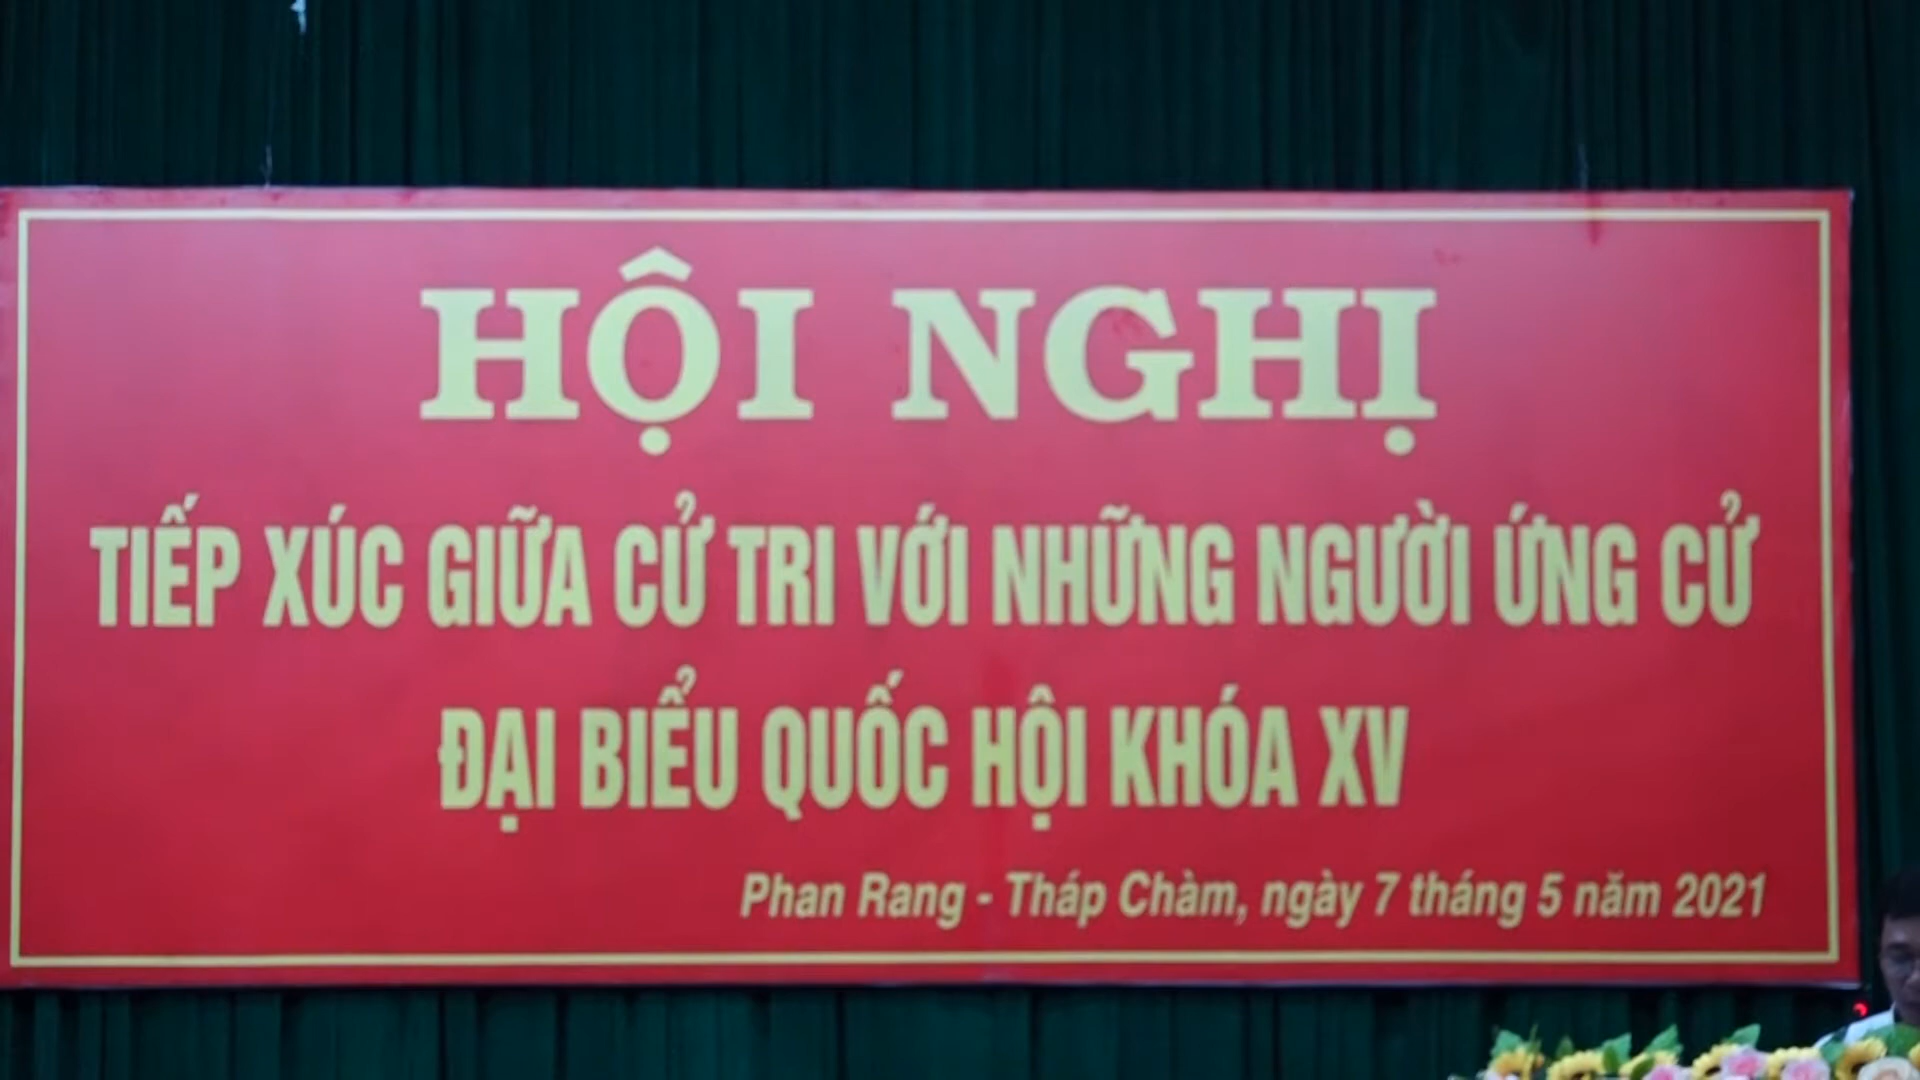 HỘI NGHỊ
TIẾP XÚC GIỮA CỬ TRI VỚI NHỮNG NGƯỜI ỨNG CỬ
ĐẠI BIỂU QUỐC HỘI KHÓA XV
Phan Rang - Tháp Chàm, ngày 7 tháng 5 năm 2021